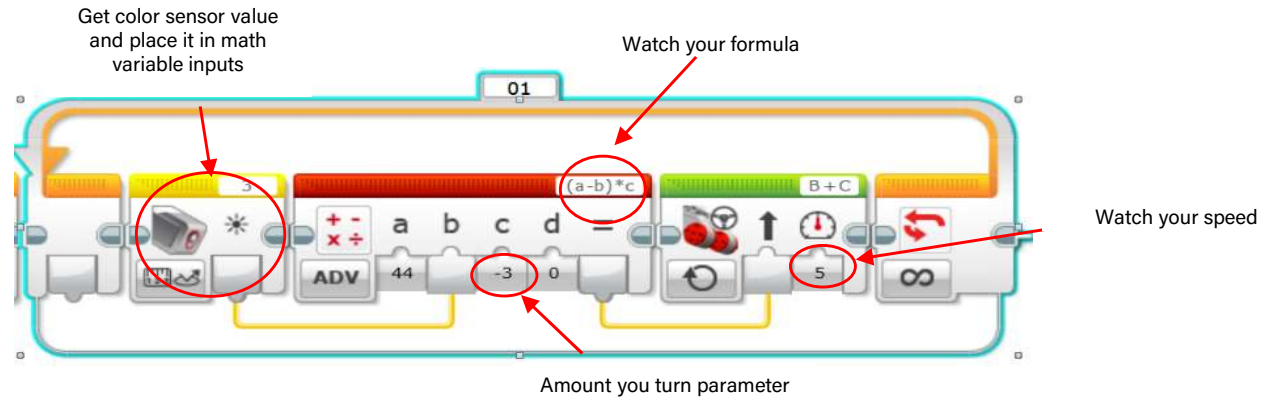 Get color sensor value
and place it in math
variable inputs
Watch your formula
01
3
(a-b)*c
B+C
a b c d =
Watch your speed
ADV
44
-3
0
5
Amount you turn parameter